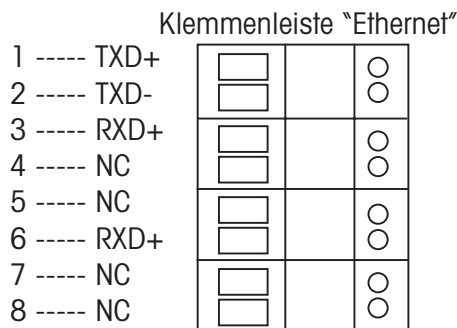 Klemmenleiste "Ethernet"
1 ----- TXD+
2 ----- TXD-
3 ----- RXD+
4 ----- NC
5 ----- NC
6 ----- RXD+
7 ----- NC
8 ----- NC